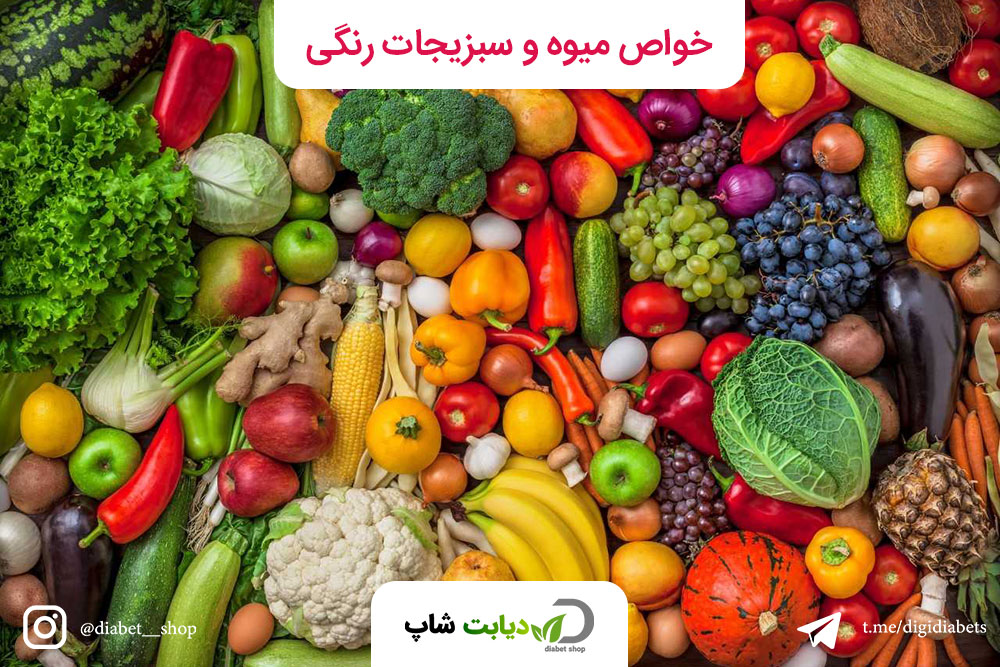 خواص میوه و سبزیجات رنگی
دیابت شاپ
diabet shop
@diabet__shop
t.me/digidiabets